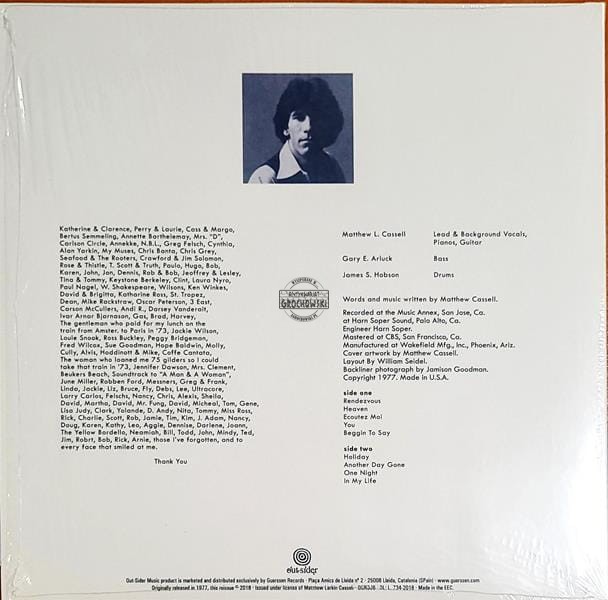 Katherine & Clarence, Perry & Laurie, Cass & Margo,
Bertus Semmeling, Annette Barthelemay, Mrs. "D",
Carlson Circle, Annekke, N.B.L., Greg Felsch, Cynthia,
Alan Yorkin, My Muses, Chris Banta, Chris Grey,
Seafood & The Rooters, Crawford & Jim Solomon,
Rose & Thistle, T. Scott & Truth, Paulo, Hugo, Bob,
Karen, John, Jon, Dennis, Rob & Bob, Jeoffrey & Lesley,
Tina & Tommy, Keystone Berkeley, Clint, Laura Nyro,
Paul Nagel, W. Shakespeare, Wilsons, Ken Winkes,
David & Brigitta, Katharine Ross, St. Tropez,
Dean, Mike Rackstraw, Oscar Peterson, 3 East,
Carson McCullers, Andi R., Darsey Vanderait,
Ivar Arnor Bjarnason, Gas, Brad, Harvey,
The gentleman who paid for my lunch on the
train from Amster. to Paris in '73, Jackie Wilson,
Louie Snook, Ross Buckley, Peggy Bridgeman,
Fred Wilcox, Sue Goodman, Hope Baldwin, Molly,
Cully, Alvis, Hoddinott & Mike, Coffe Cantata,
The woman who loaned me 75 gilders so I could
take that train in '73, Jennifer Dawson, Mrs. Clement,
Beukers Beach, Soundtrack to "A Man & A Woman",
June Miller, Robben Ford, Messners, Greg & Frank,
Linda, Jackie, Liz, Bruce, Fly, Debs, Lee, Ultracore,
Larry Carlos, Felschs, Nancy, Chris, Alexis, Sheila,
David, Martha, David, Mr. Fung, David, Micheal, Tom, Gene,
Lisa Judy, Clark, Yolande, D. Andy, Nita, Tommy, Miss Ross,
Rick, Charlie, Scott, Rob, Jamie, Tim, Kim, J. Adam, Nancy,
Doug, Karen, Kathy, Leo, Aggie, Dennise, Darlene, Joann,
The Yellow Bordello, Neamiah, Bill, Todd, John, Mindy, Ted,
Jim, Robrt, Bob, Rick, Arnie, those I've forgotten, and to
every face that smiled at me.
Thank You
Matthew L. Cassell Lead & Background Vocals,
Pianos, Guitar
Gary E. Arluck Bass
James S. Hobson Drums
GROCHOWSKI
Words and music written by Matthew Cassell.
Recorded at the Music Annex, San Jose, Ca.
at Harn Soper Sound, Palo Alto, Ca.
Engineer Harn Soper.
Mastered at CBS, San Francisco, Ca.
Manufactured at Wakefield Mfg., Inc., Phoenix, Ariz.
Cover artwork by Matthew Cassell.
Layout By William Seidel.
Backliner photograph by Jamison Goodman.
Copyright 1977. Made in U.S.A.
side one
Rendezvous
Heaven
Ecoutez Moi
You
Beggin To Say
side two
Holiday
Another Day Gone
One Night
In My Life
out-sider
Out-Sider Music product is marketed and distributed exclusively by Guerssen Records · Plaça Amics de Lleida nº 2 · 25008 Lleida, Catalonia (SPain) · www.guerssen.com
Originally released in 1977, this reissue ℗ 2018 · Issued under license of Matthew Larkin Cassell · DL: L. 734-2018 · Made in the EEC.